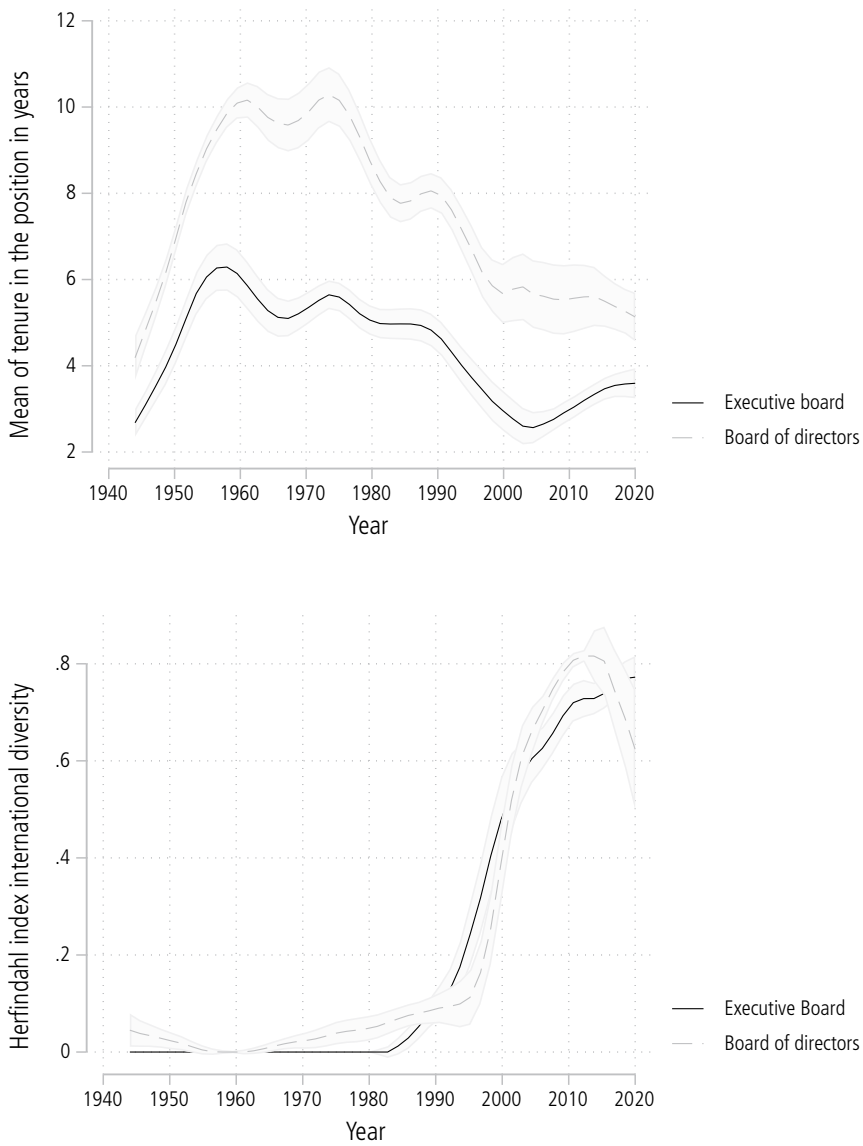 12
10
8
6
4
2
Mean of tenure in the position in years
1940 1950 1960 1970 1980 1990 2000 2010 2020
Year
Executive board
Board of directors
.8
.6
.4
.2
0
Herfindahl index international diversity
1940 1950 1960 1970 1980 1990 2000 2010 2020
Year
Executive Board
Board of directors